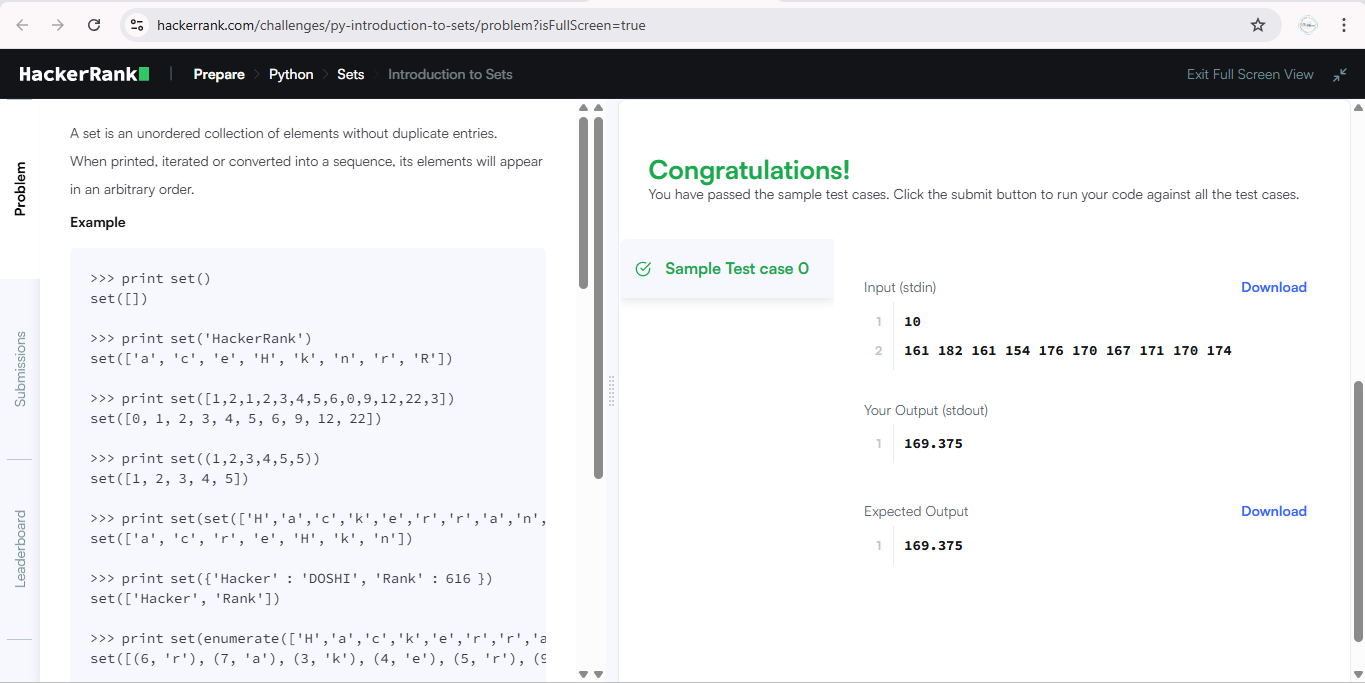 hackerrank.com/challenges/py-introduction-to-sets/problem?isFullScreen=true
HackerRank
Prepare
Python
Sets
Introduction to Sets
Exit Full Screen View
Problem
Submissions
Leaderboard
A set is an unordered collection of elements without duplicate entries.
When printed, iterated or converted into a sequence, its elements will appear
in an arbitrary order.
Example
>>> print set()
set([])
>>> print set('HackerRank')
set(['a', 'c', 'e', 'H', 'k', 'n', 'r', 'R'])
>>> print set([1,2,1,2,3,4,5,6,0,9,12,22,3])
set([0, 1, 2, 3, 4, 5, 6, 9, 12, 22])
>>> print set((1,2,3,4,5,5))
set([1, 2, 3, 4, 5])
>>> print set(set(['H','a','c','k','e','r','r','a','n',
set(['a', 'c', 'r', 'e', 'H', 'k', 'n'])
>>> print set({'Hacker' : 'DOSHI', 'Rank' : 616 })
set(['Hacker', 'Rank'])
>>> print set(enumerate(['H','a','c','k','e','r','r','a
set([(6, 'r'), (7, 'a'), (3, 'k'), (4, 'e'), (5, 'r'), (9
Congratulations!
You have passed the sample test cases. Click the submit button to run your code against all the test cases.
Sample Test case 0
Input (stdin)
Download
1 10
2 161 182 161 154 176 170 167 171 170 174
Your Output (stdout)
1 169.375
Expected Output
Download
1 169.375